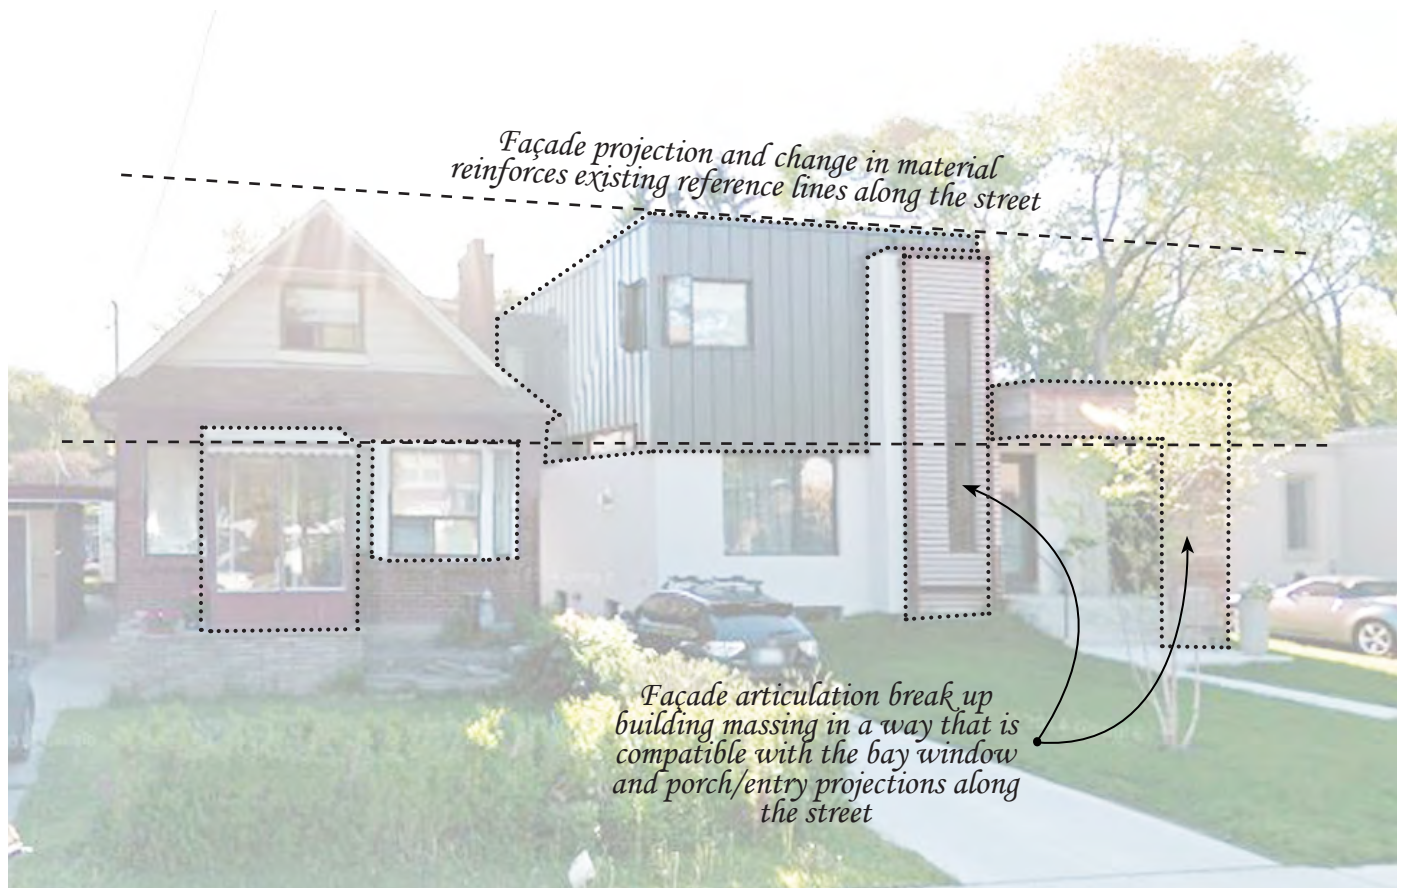 Façade projection and change in material
reinforces existing reference lines along the street
Façade articulation break up
building massing in a way that is
compatible with the bay window
and porch/entry projections along
the street